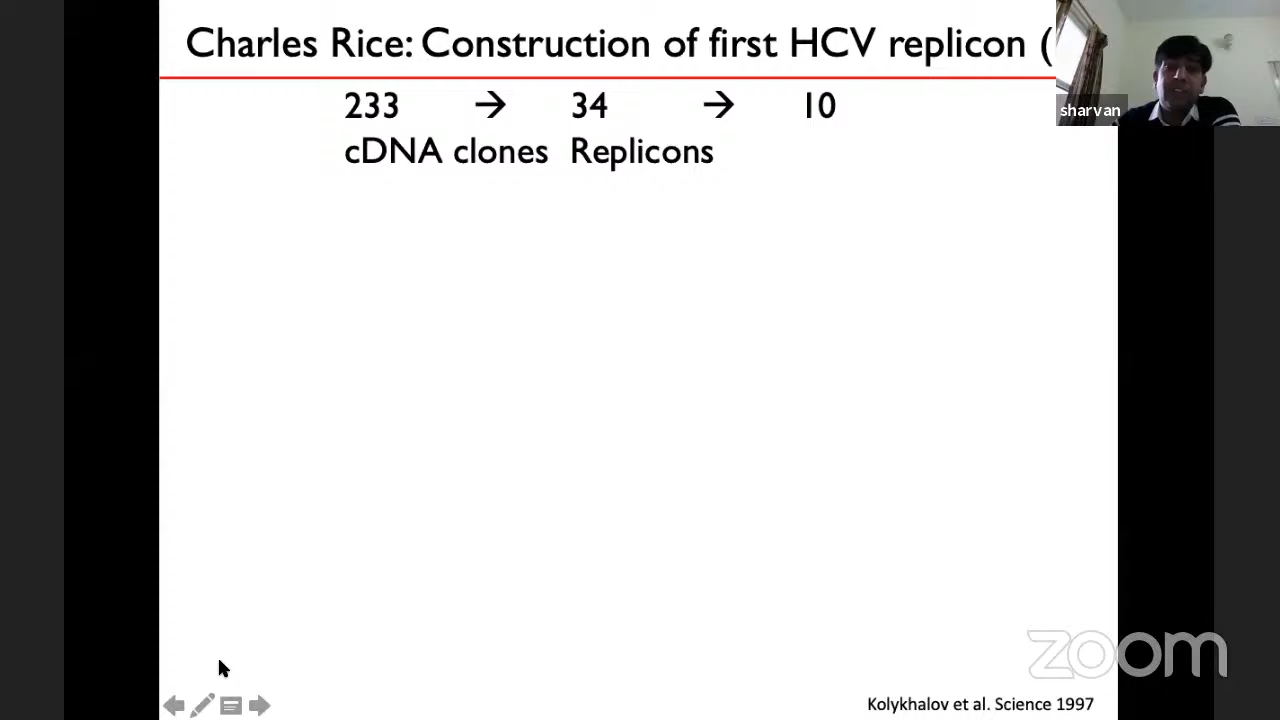 Charles Rice: Construction of first HCV replicon (
233 → 34 → 10
cDNA clones Replicons
sharvan
zoom
Kolykhalov et al. Science 1997